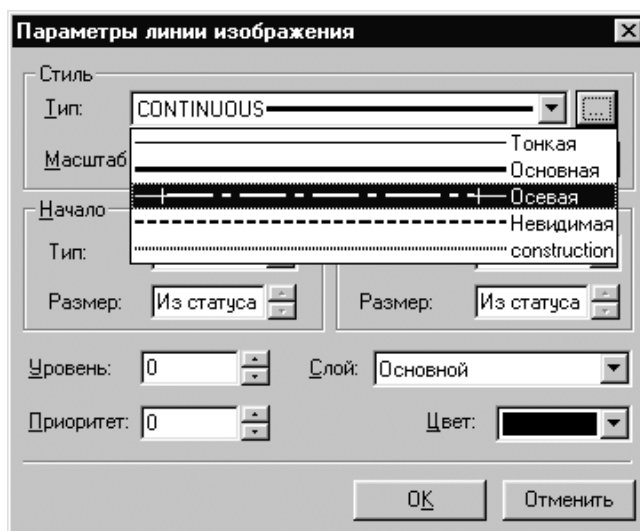 Параметры линии изображения
Стиль
Тип: CONTINUOUS ...
Тонкая
Масштаб
Основная
Осевая
Начало
Невидимая
Тип:
construction
Размер: Из статуса Размер: Из статуса
Уровень: 0 Слой: Основной
Приоритет: 0 Цвет:
OK Отменить